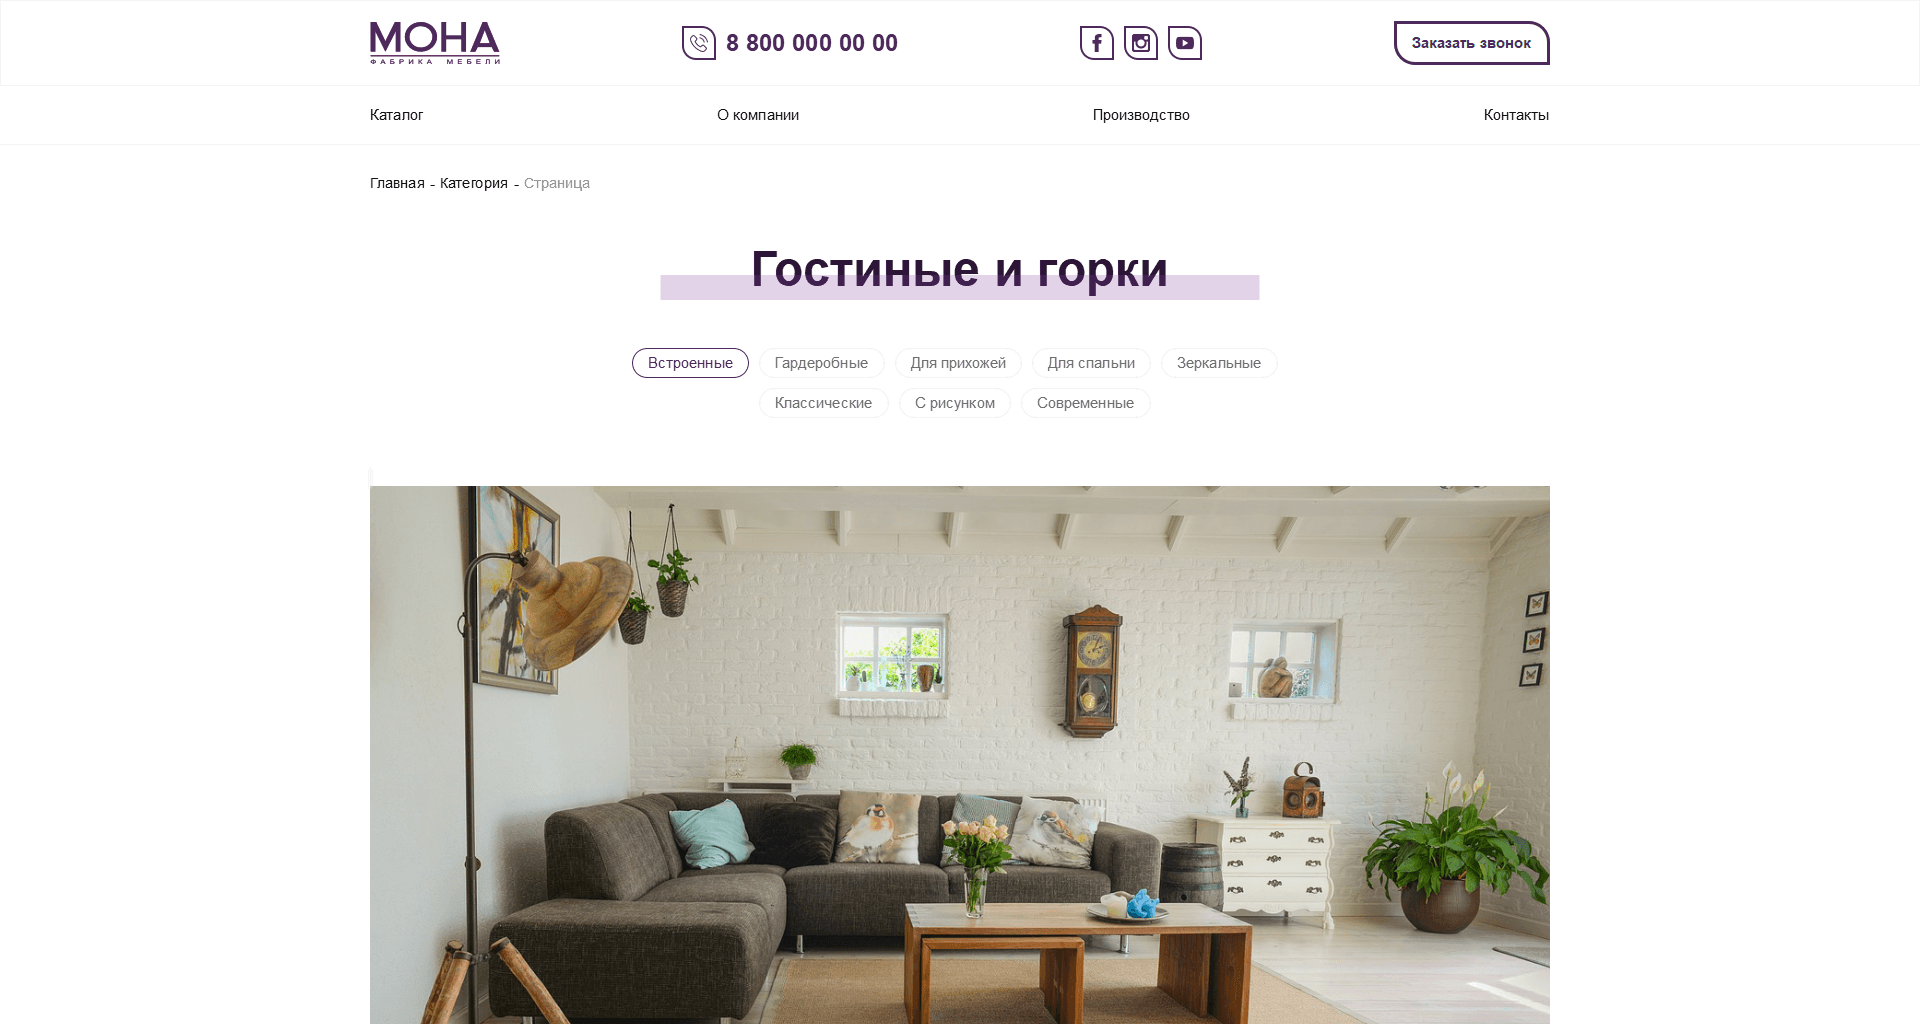 МОНА
ФАБРИКА МЕБЕЛИ
8 800 000 00 00
Заказать звонок
Каталог
О компании
Производство
Контакты
Главная - Категория - Страница
Гостиные и горки
Встроенные
Гардеробные
Для прихожей
Для спальни
Зеркальные
Классические
С рисунком
Современные